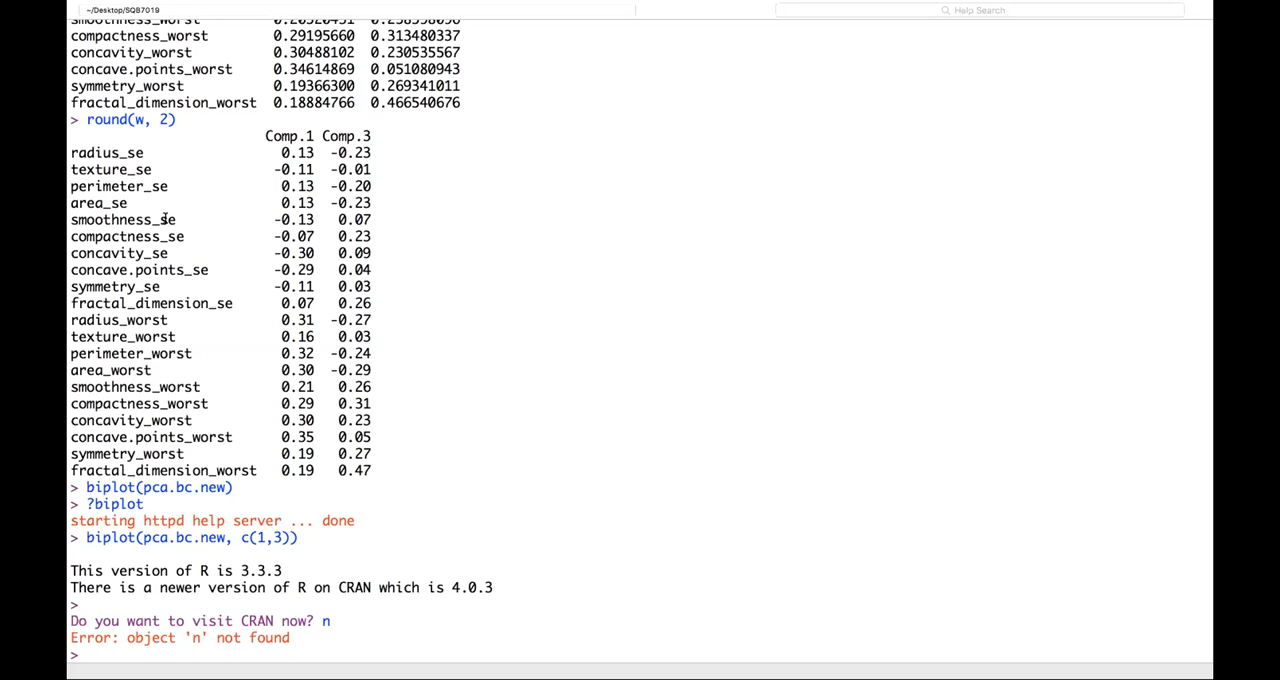 ~/Desktop/SQB7019
Help Search
smoothness_worst
compactness_worst 0.29195660 0.313480337
concavity_worst 0.30488102 0.230535567
concave.points_worst 0.34614869 0.051080943
symmetry_worst 0.19366300 0.269341011
fractal_dimension_worst 0.18884766 0.466540676
> round(w, 2)
Comp.1 Comp.3
radius_se 0.13 -0.23
texture_se -0.11 -0.01
perimeter_se 0.13 -0.20
area_se 0.13 -0.23
smoothness_se -0.13 0.07
compactness_se -0.07 0.23
concavity_se -0.30 0.09
concave.points_se -0.29 0.04
symmetry_se -0.11 0.03
fractal_dimension_se 0.07 0.26
radius_worst 0.31 -0.27
texture_worst 0.16 0.03
perimeter_worst 0.32 -0.24
area_worst 0.30 -0.29
smoothness_worst 0.21 0.26
compactness_worst 0.29 0.31
concavity_worst 0.30 0.23
concave.points_worst 0.35 0.05
symmetry_worst 0.19 0.27
fractal_dimension_worst 0.19 0.47
> biplot(pca.bc.new)
> ?biplot
starting httpd help server ... done
> biplot(pca.bc.new, c(1,3))
This version of R is 3.3.3
There is a newer version of R on CRAN which is 4.0.3
>
Do you want to visit CRAN now? n
Error: object 'n' not found
>